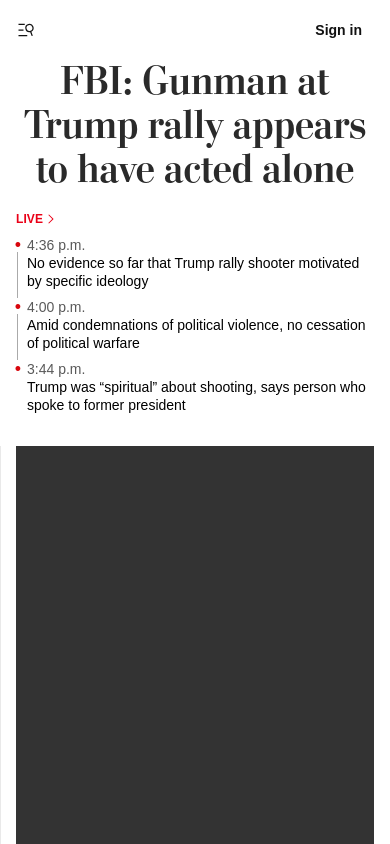 Sign in
FBI: Gunman at
Trump rally appears
to have acted alone
LIVE
4:36 p.m.
No evidence so far that Trump rally shooter motivated
by specific ideology
4:00 p.m.
Amid condemnations of political violence, no cessation
of political warfare
3:44 p.m.
Trump was “spiritual” about shooting, says person who
spoke to former president